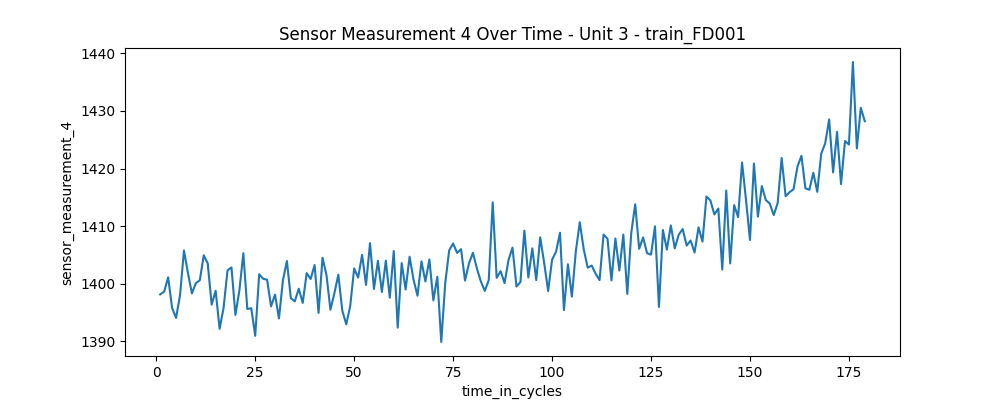 Sensor Measurement 4 Over Time - Unit 3 - train_FD001
1440
1430
1420
1410
1400
1390
sensor_measurement_4
0 25 50 75 100 125 150 175
time_in_cycles